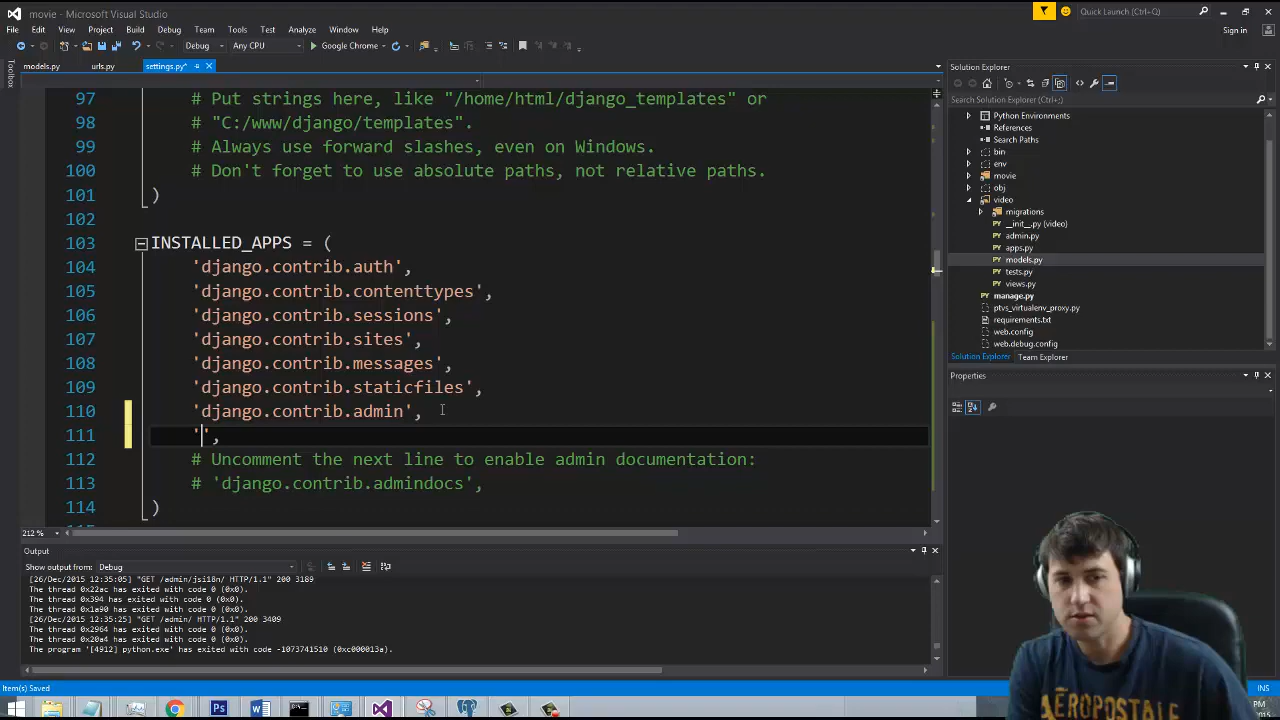 movie - Microsoft Visual Studio
Quick Launch (Ctrl+Q)
File Edit View Project Build Debug Team Tools Test Analyze Window Help
Sign in
Debug Any CPU Google Chrome
Toolbox
models.py urls.py settings.py*
97 # Put strings here, like "/home/html/django_templates" or
98 # "C:/www/django/templates".
99 # Always use forward slashes, even on Windows.
100 # Don't forget to use absolute paths, not relative paths.
101 )
102
103 INSTALLED_APPS = (
104 'django.contrib.auth',
105 'django.contrib.contenttypes',
106 'django.contrib.sessions',
107 'django.contrib.sites',
108 'django.contrib.messages',
109 'django.contrib.staticfiles',
110 'django.contrib.admin',
111 '',
112 # Uncomment the next line to enable admin documentation:
113 # 'django.contrib.admindocs',
114 )
212 %
Output
Show output from: Debug
[26/Dec/2015 12:35:05] "GET /admin/jsi18n/ HTTP/1.1" 200 3189
The thread 0x22ac has exited with code 0 (0x0).
The thread 0x394 has exited with code 0 (0x0).
The thread 0x1a90 has exited with code 0 (0x0).
[26/Dec/2015 12:35:25] "GET /admin/ HTTP/1.1" 200 3409
The thread 0x2964 has exited with code 0 (0x0).
The thread 0x20a4 has exited with code 0 (0x0).
The program '[4912] python.exe' has exited with code -1073741510 (0xc000013a).
Item(s) Saved
INS
Solution Explorer
Search Solution Explorer (Ctrl+;)
Python Environments
References
Search Paths
bin
env
movie
obj
video
migrations
__init__.py (video)
admin.py
apps.py
models.py
tests.py
views.py
manage.py
ptvs_virtualenv_proxy.py
requirements.txt
web.config
web.debug.config
Solution Explorer Team Explorer
Properties
AÉROPOSTALE